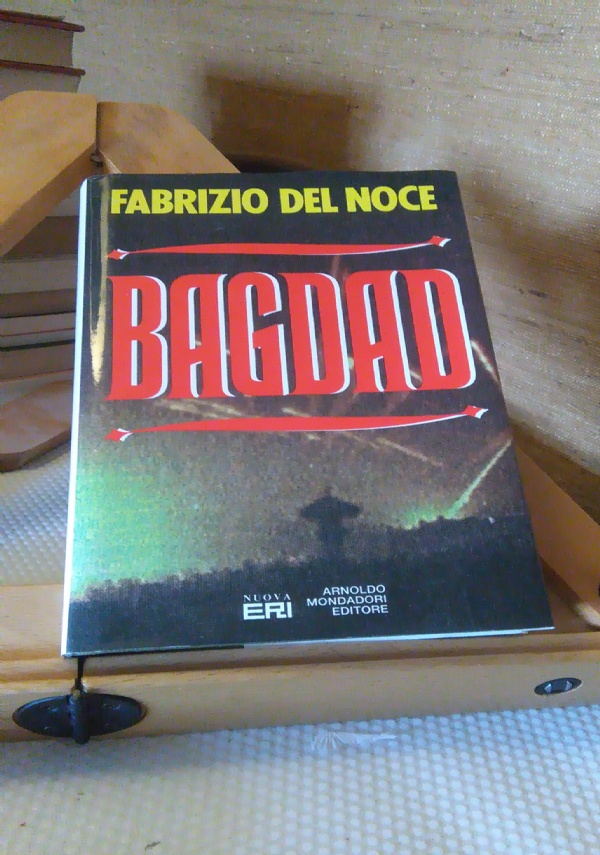 FABRIZIO DEL NOCE
BAGDAD
NUOVA
ERI
ARNOLDO
MONDADORI
EDITORE